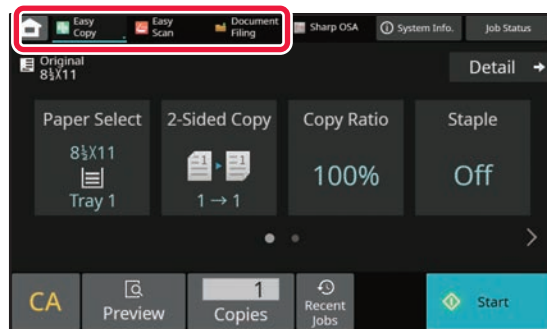 Easy Copy
Easy Scan
Document Filing
Sharp OSA
System Info.
Job Status
Original
8½X11
Detail
Paper Select
2-Sided Copy
Copy Ratio
Staple
8½X11
Tray 1
1
1
1 → 1
100%
Off
CA
Preview
1
Copies
Recent
Jobs
Start